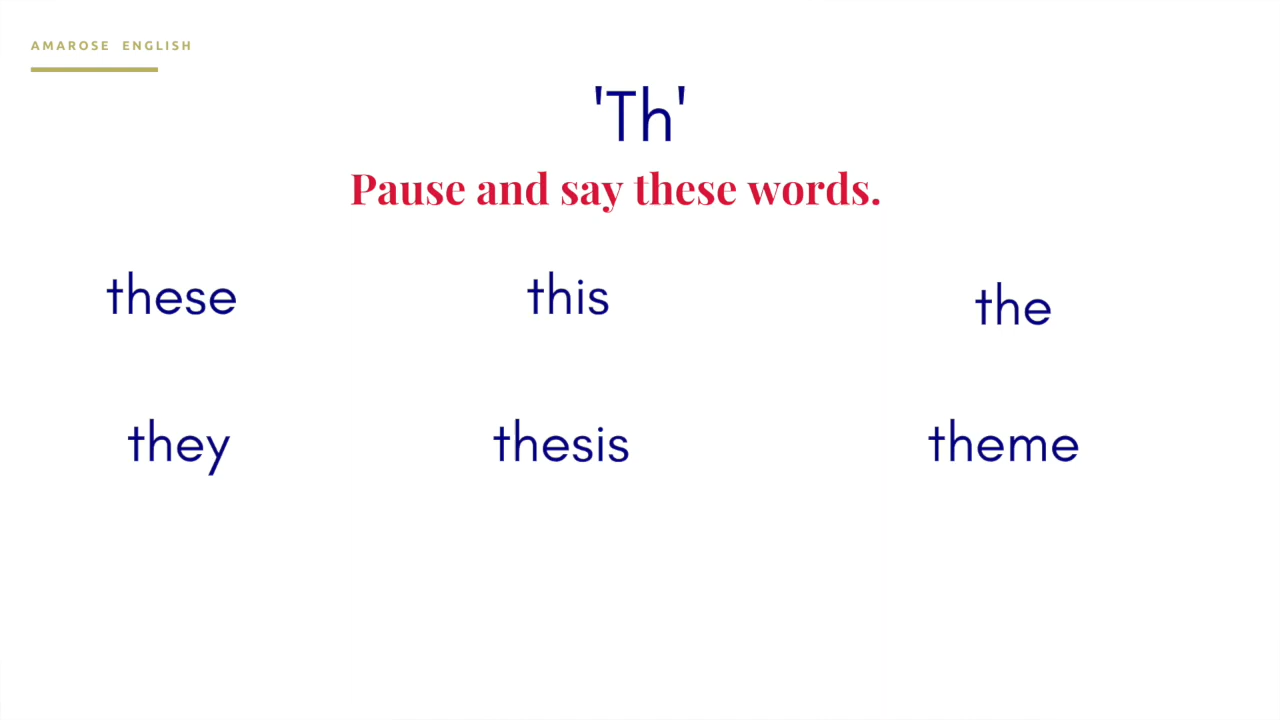 AMAROSE ENGLISH
'Th'
Pause and say these words.
these this the
they thesis theme